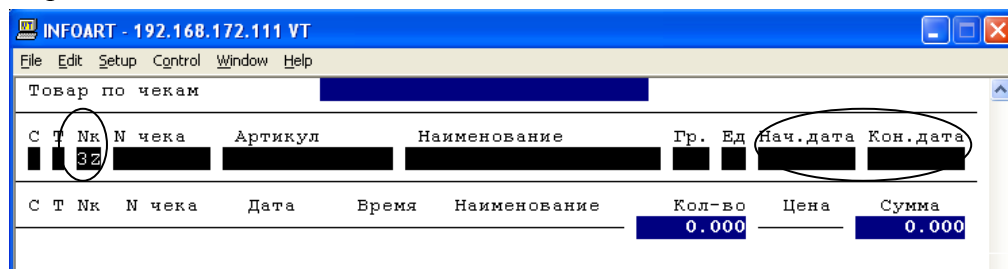 INFOART - 192.168.172.111 VT
File Edit Setup Control Window Help
Товар по чекам
С Т Nк N чека Артикул Наименование Гр. Ед Нач.дата Кон.дата
3Z
С Т Nк N чека Дата Время Наименование Кол-во Цена Сумма
0.000 0.000